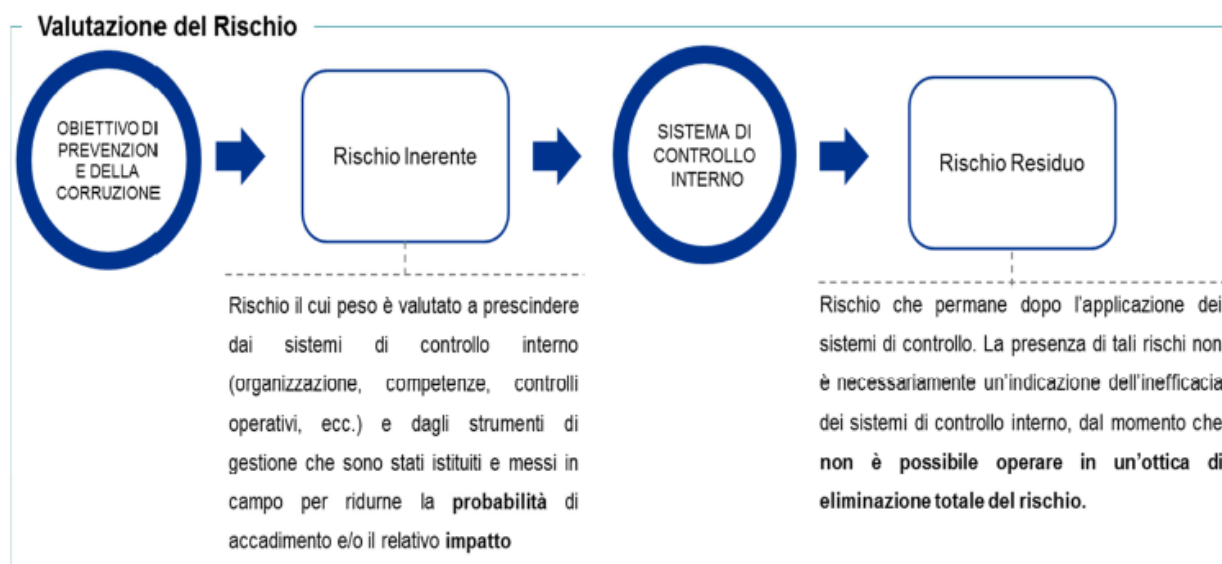 Valutazione del Rischio
OBIETTIVO DI
PREVENZION
E DELLA
CORRUZIONE
Rischio Inerente
SISTEMA DI
CONTROLLO
INTERNO
Rischio Residuo
Rischio il cui peso è valutato a prescindere
dai sistemi di controllo interno
(organizzazione, competenze, controlli
operativi, ecc.) e dagli strumenti di
gestione che sono stati istituiti e messi in
campo per ridurne la probabilità di
accadimento e/o il relativo impatto
Rischio che permane dopo l'applicazione dei
sistemi di controllo. La presenza di tali rischi non
è necessariamente un'indicazione dell'inefficacia
dei sistemi di controllo interno, dal momento che
non è possibile operare in un'ottica di
eliminazione totale del rischio.